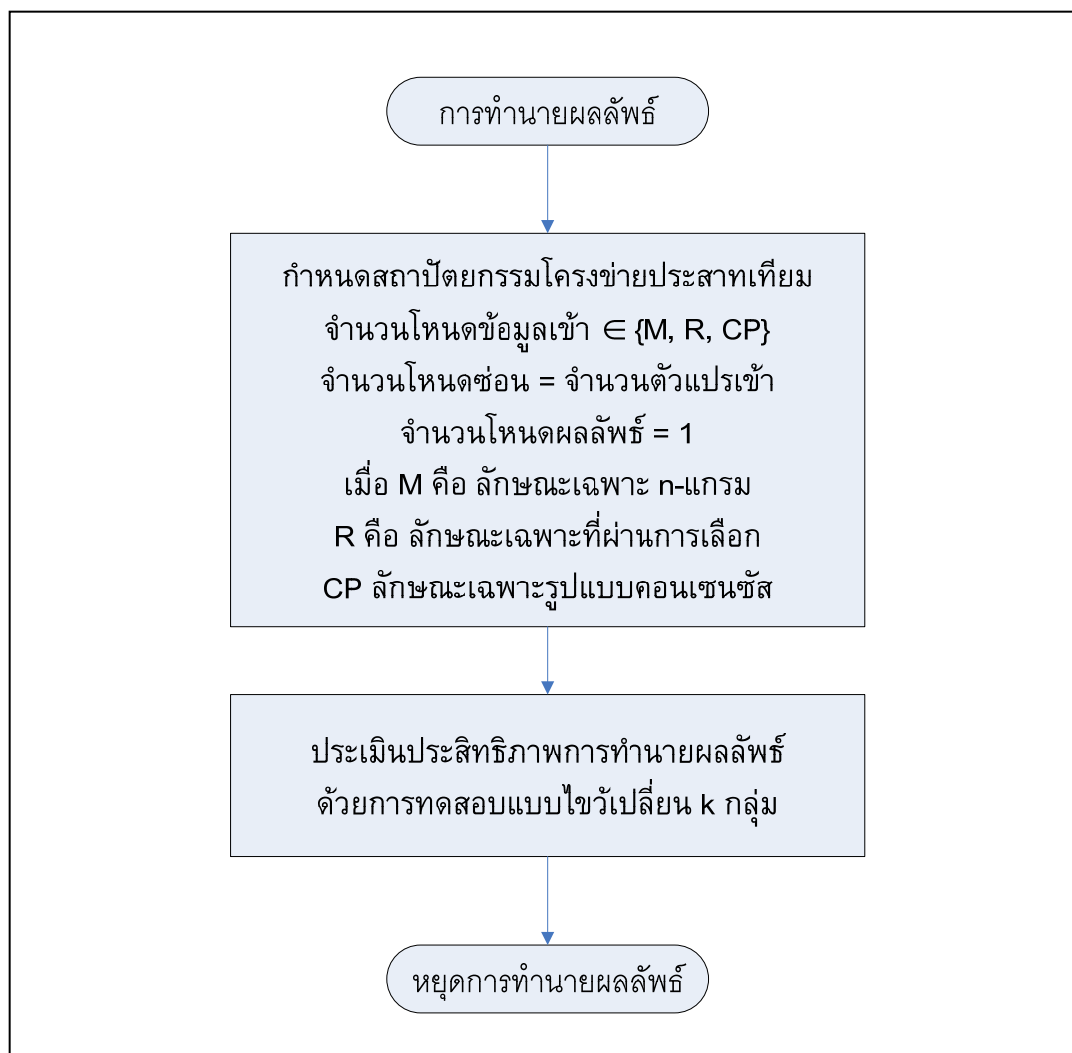 การทำนายผลลัพธ์
กำหนดสถาปัตยกรรมโครงข่ายประสาทเทียม
จำนวนโหนดข้อมูลเข้า ∈ {M, R, CP}
จำนวนโหนดซ่อน = จำนวนตัวแปรเข้า
จำนวนโหนดผลลัพธ์ = 1
เมื่อ M คือ ลักษณะเฉพาะ n-แกรม
R คือ ลักษณะเฉพาะที่ผ่านการเลือก
CP ลักษณะเฉพาะรูปแบบคอนเซนซัส
ประเมินประสิทธิภาพการทำนายผลลัพธ์
ด้วยการทดสอบแบบไขว้เปลี่ยน k กลุ่ม
หยุดการทำนายผลลัพธ์